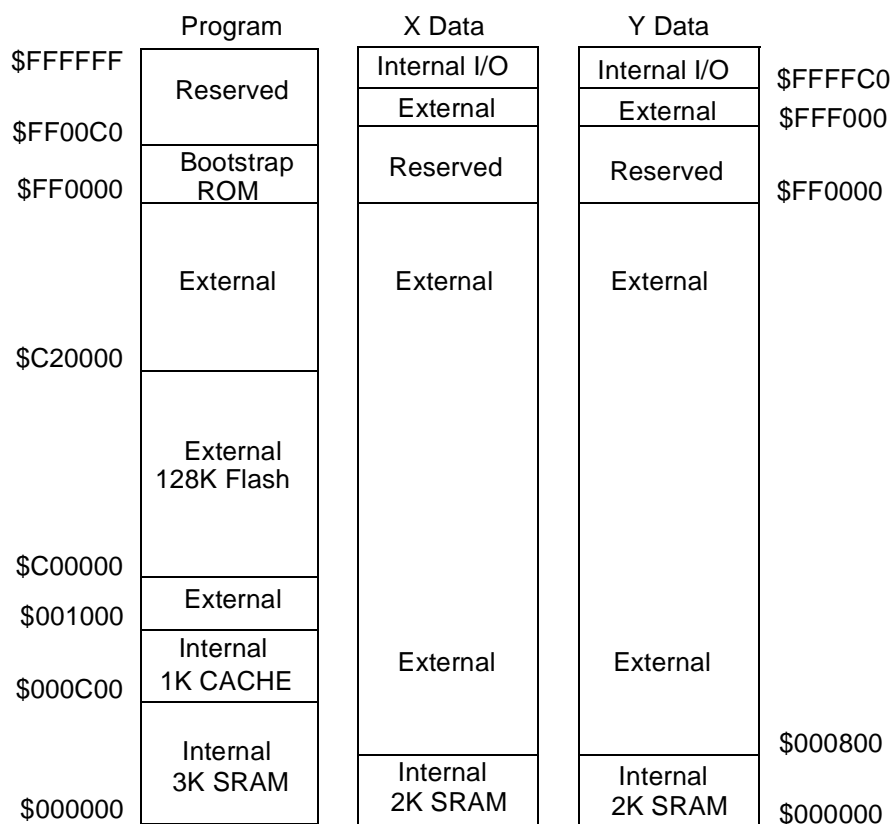 Program
X Data
Y Data
$FFFFFF
Reserved
$FF00C0
Bootstrap
ROM
$FF0000
External
$C20000
External
128K Flash
$C00000
External
$001000
Internal
1K CACHE
$000C00
Internal
3K SRAM
$000000
Internal I/O
External
Reserved
External
External
Internal
2K SRAM
Internal I/O
External
Reserved
External
External
Internal
2K SRAM
$FFFFC0
$FFF000
$FF0000
$000800
$000000